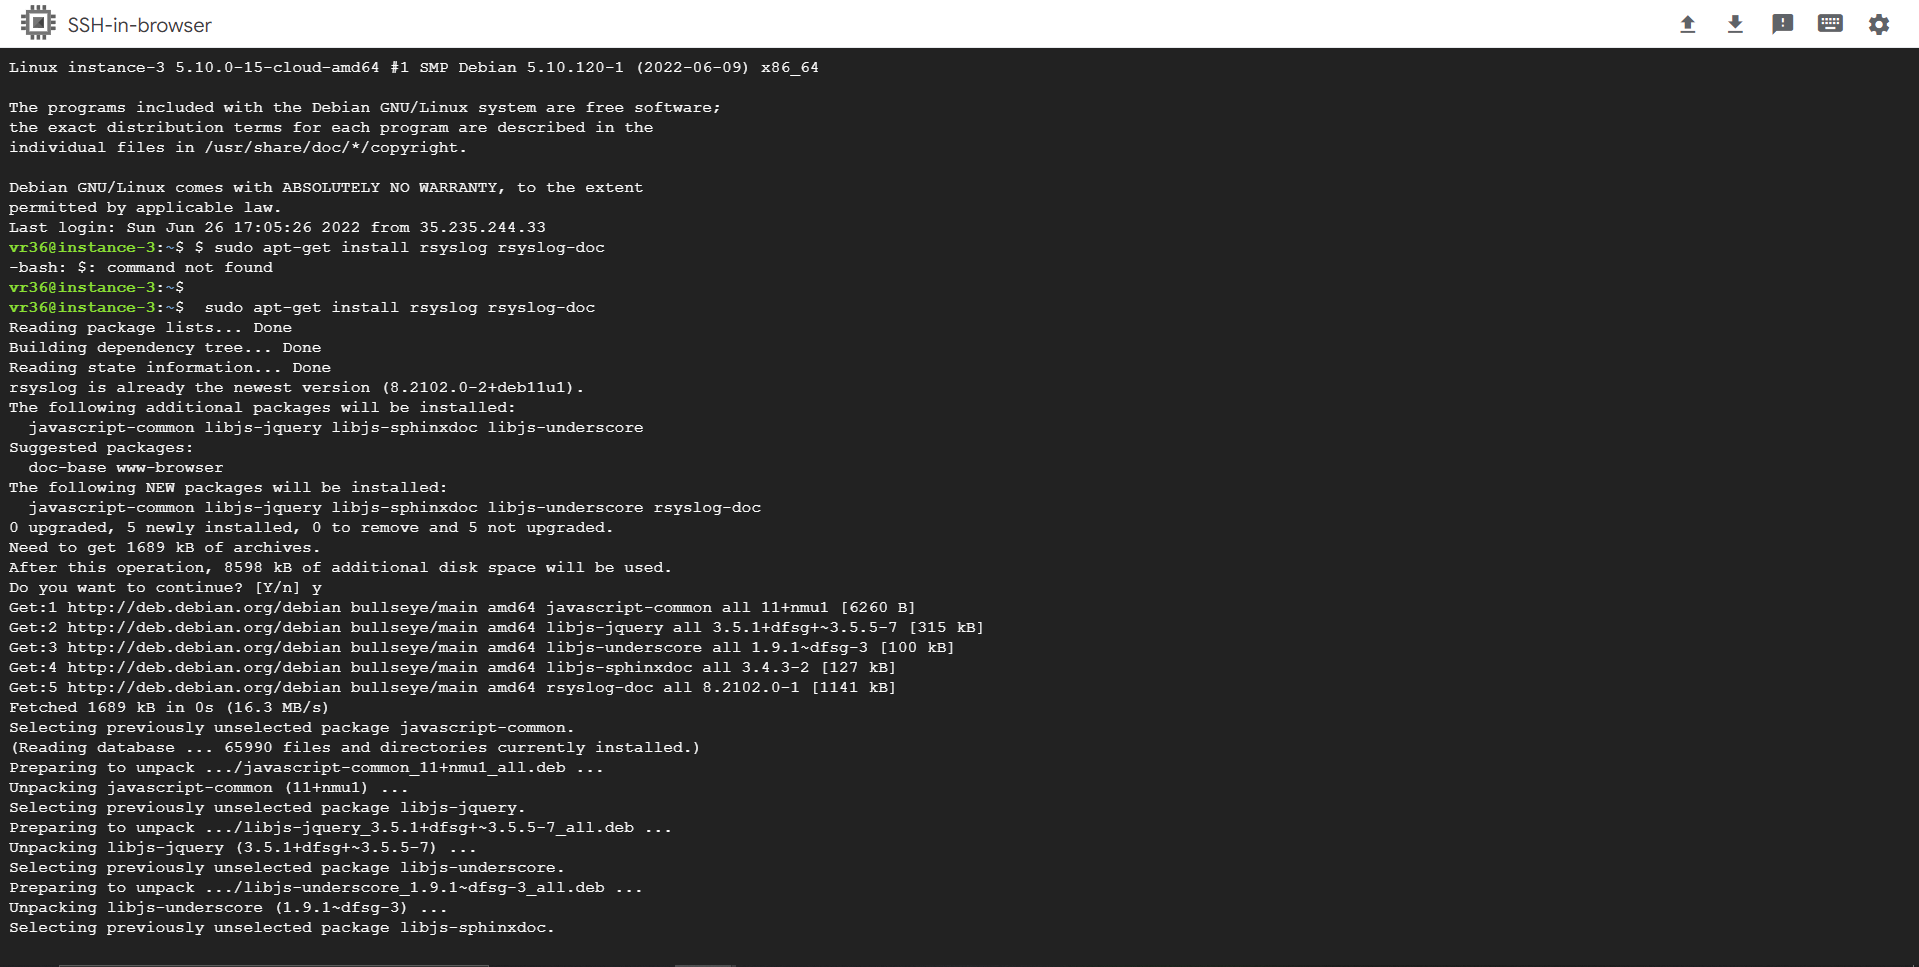 SSH-in-browser
Linux instance-3 5.10.0-15-cloud-amd64 #1 SMP Debian 5.10.120-1 (2022-06-09) x86_64
The programs included with the Debian GNU/Linux system are free software;
the exact distribution terms for each program are described in the
individual files in /usr/share/doc/*/copyright.
Debian GNU/Linux comes with ABSOLUTELY NO WARRANTY, to the extent
permitted by applicable law.
Last login: Sun Jun 26 17:05:26 2022 from 35.235.244.33
vr36@instance-3:~$ $ sudo apt-get install rsyslog rsyslog-doc
-bash: $: command not found
vr36@instance-3:~$
vr36@instance-3:~$  sudo apt-get install rsyslog rsyslog-doc
Reading package lists... Done
Building dependency tree... Done
Reading state information... Done
rsyslog is already the newest version (8.2102.0-2+deb11u1).
The following additional packages will be installed:
  javascript-common libjs-jquery libjs-sphinxdoc libjs-underscore
Suggested packages:
  doc-base www-browser
The following NEW packages will be installed:
  javascript-common libjs-jquery libjs-sphinxdoc libjs-underscore rsyslog-doc
0 upgraded, 5 newly installed, 0 to remove and 5 not upgraded.
Need to get 1689 kB of archives.
After this operation, 8598 kB of additional disk space will be used.
Do you want to continue? [Y/n] y
Get:1 http://deb.debian.org/debian bullseye/main amd64 javascript-common all 11+nmu1 [6260 B]
Get:2 http://deb.debian.org/debian bullseye/main amd64 libjs-jquery all 3.5.1+dfsg+~3.5.5-7 [315 kB]
Get:3 http://deb.debian.org/debian bullseye/main amd64 libjs-underscore all 1.9.1~dfsg-3 [100 kB]
Get:4 http://deb.debian.org/debian bullseye/main amd64 libjs-sphinxdoc all 3.4.3-2 [127 kB]
Get:5 http://deb.debian.org/debian bullseye/main amd64 rsyslog-doc all 8.2102.0-1 [1141 kB]
Fetched 1689 kB in 0s (16.3 MB/s)
Selecting previously unselected package javascript-common.
(Reading database ... 65990 files and directories currently installed.)
Preparing to unpack .../javascript-common_11+nmu1_all.deb ...
Unpacking javascript-common (11+nmu1) ...
Selecting previously unselected package libjs-jquery.
Preparing to unpack .../libjs-jquery_3.5.1+dfsg+~3.5.5-7_all.deb ...
Unpacking libjs-jquery (3.5.1+dfsg+~3.5.5-7) ...
Selecting previously unselected package libjs-underscore.
Preparing to unpack .../libjs-underscore_1.9.1~dfsg-3_all.deb ...
Unpacking libjs-underscore (1.9.1~dfsg-3) ...
Selecting previously unselected package libjs-sphinxdoc.